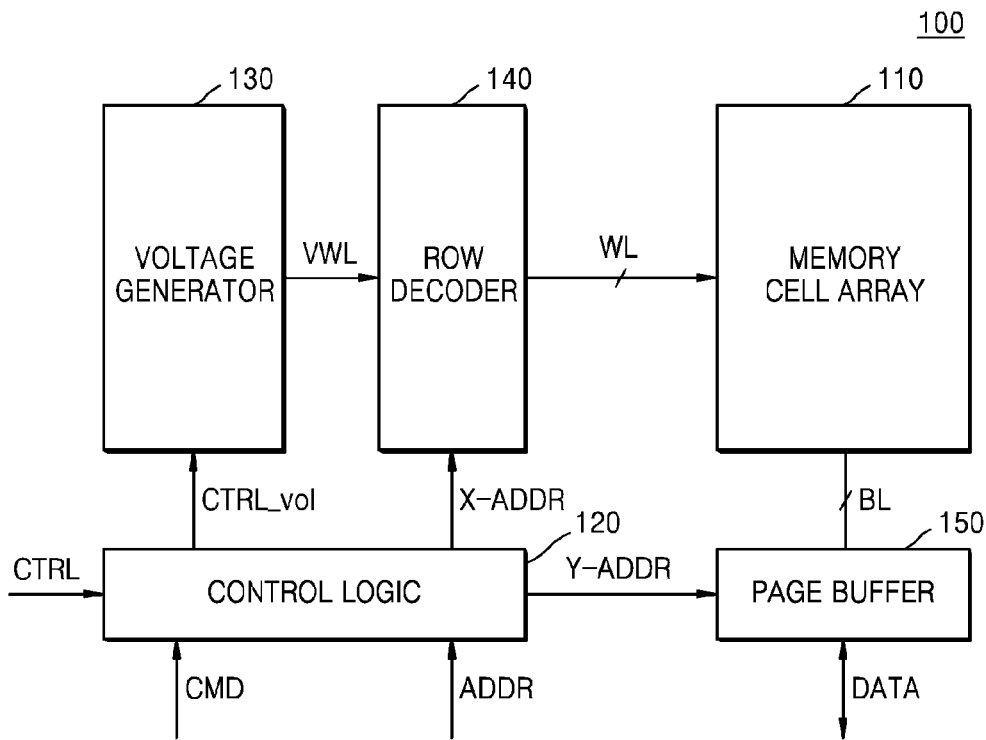 100
130
140
110
VOLTAGE
GENERATOR
VWL
ROW
DECODER
WL
MEMORY
CELL ARRAY
CTRL_vol
X-ADDR
BL
120
150
CTRL
CONTROL LOGIC
Y-ADDR
PAGE BUFFER
CMD
ADDR
DATA